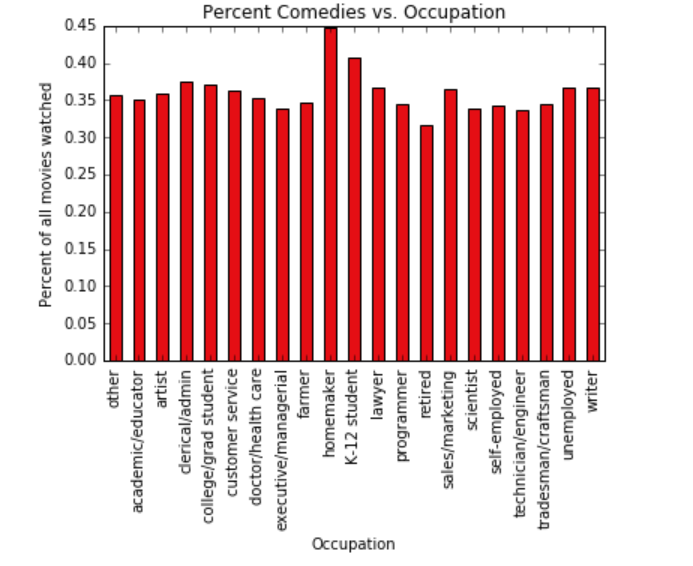 Percent Comedies vs. Occupation
Percent of all movies watched
0.45
0.40
0.35
0.30
0.25
0.20
0.15
0.10
0.05
0.00
other
academic/educator
artist
clerical/admin
college/grad student
customer service
doctor/health care
executive/managerial
farmer
homemaker
K-12 student
lawyer
programmer
retired
sales/marketing
scientist
self-employed
technician/engineer
tradesman/craftsman
unemployed
writer
Occupation